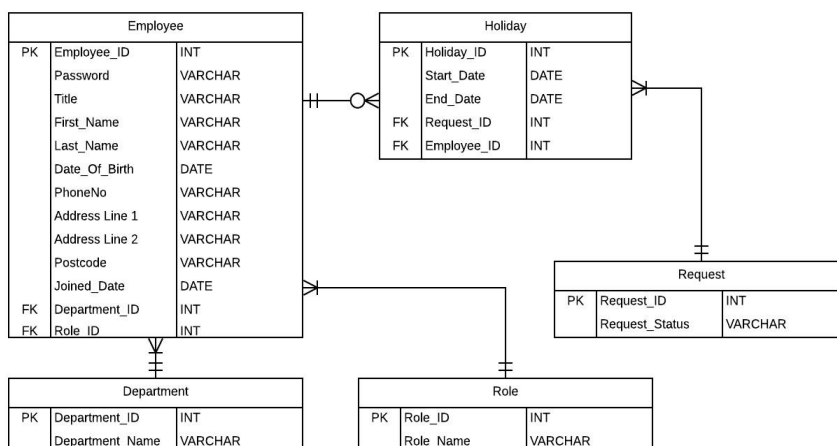 Employee
PK Employee_ID INT
Password VARCHAR
Title VARCHAR
First_Name VARCHAR
Last_Name VARCHAR
Date_Of_Birth DATE
PhoneNo VARCHAR
Address Line 1 VARCHAR
Address Line 2 VARCHAR
Postcode VARCHAR
Joined_Date DATE
FK Department_ID INT
FK Role_ID INT
Holiday
PK Holiday_ID INT
Start_Date DATE
End_Date DATE
FK Request_ID INT
FK Employee_ID INT
Request
PK Request_ID INT
Request_Status VARCHAR
Department
PK Department_ID INT
Department_Name VARCHAR
Role
PK Role_ID INT
Role_Name VARCHAR